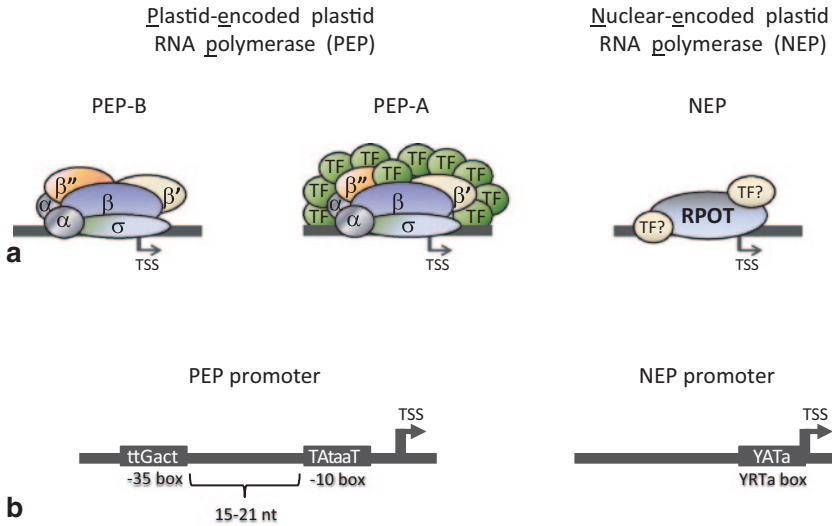 Plastid-encoded plastid
RNA polymerase (PEP)
Nuclear-encoded plastid
RNA polymerase (NEP)
PEP-B
PEP-A
NEP
β″
β′
α
β
α
σ
TSS
TF
TF
TF
TF
TF
TF
TF
TF
TF
TF
β″
β′
α
β
α
σ
TSS
TF?
RPOT
TF?
TSS
a
PEP promoter
NEP promoter
TSS
TSS
ttGact
TAtaaT
YATa
-35 box
-10 box
YRTa box
15-21 nt
b